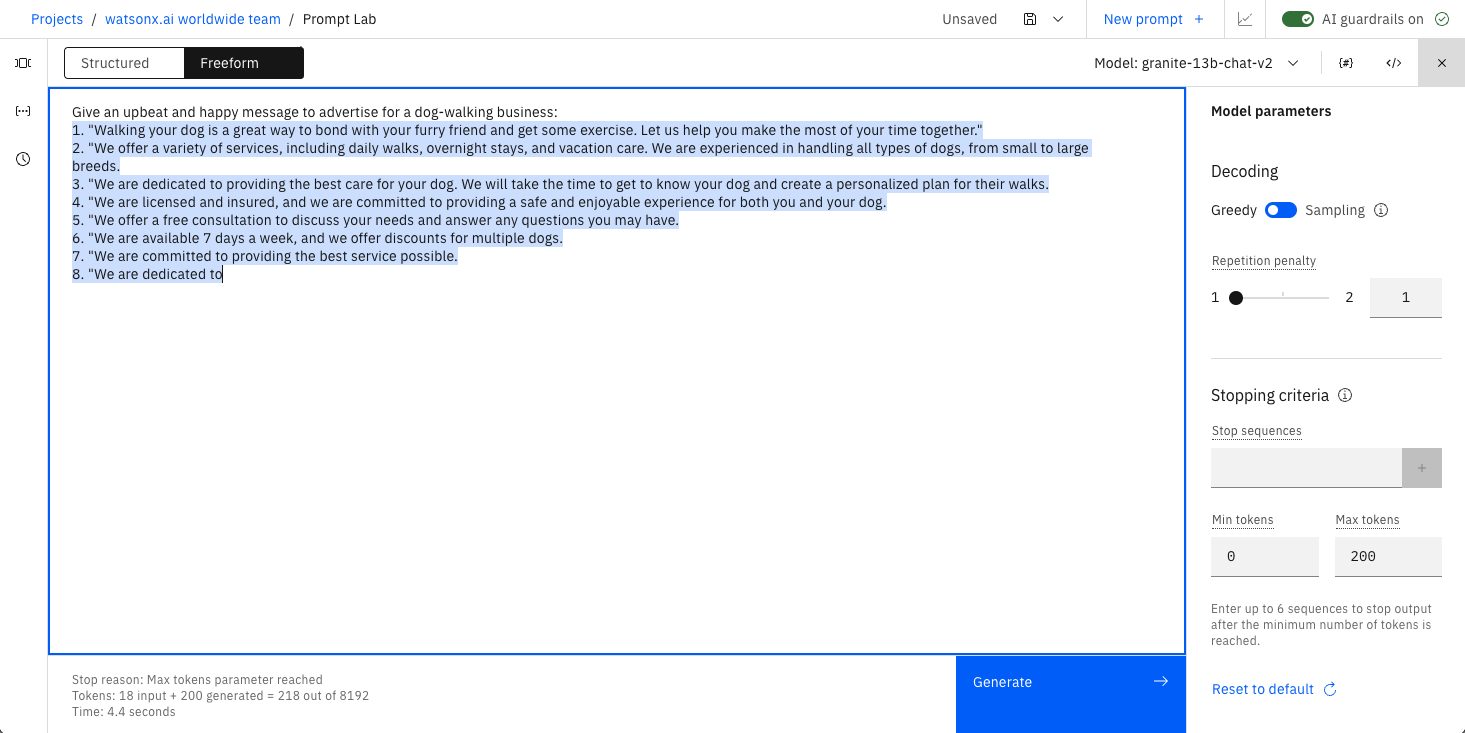 Projects / watsonx.ai worldwide team / Prompt Lab
Unsaved
New prompt +
AI guardrails on
Structured
Freeform
Model: granite-13b-chat-v2
{#}
</>
Give an upbeat and happy message to advertise for a dog-walking business:
1. "Walking your dog is a great way to bond with your furry friend and get some exercise. Let us help you make the most of your time together."
2. "We offer a variety of services, including daily walks, overnight stays, and vacation care. We are experienced in handling all types of dogs, from small to large
breeds.
3. "We are dedicated to providing the best care for your dog. We will take the time to get to know your dog and create a personalized plan for their walks.
4. "We are licensed and insured, and we are committed to providing a safe and enjoyable experience for both you and your dog.
5. "We offer a free consultation to discuss your needs and answer any questions you may have.
6. "We are available 7 days a week, and we offer discounts for multiple dogs.
7. "We are committed to providing the best service possible.
8. "We are dedicated to
Stop reason: Max tokens parameter reached
Tokens: 18 input + 200 generated = 218 out of 8192
Time: 4.4 seconds
Generate
Model parameters
Decoding
Greedy
Sampling
Repetition penalty
1
2
1
Stopping criteria
Stop sequences
+
Min tokens
Max tokens
0
200
Enter up to 6 sequences to stop output
after the minimum number of tokens is
reached.
Reset to default